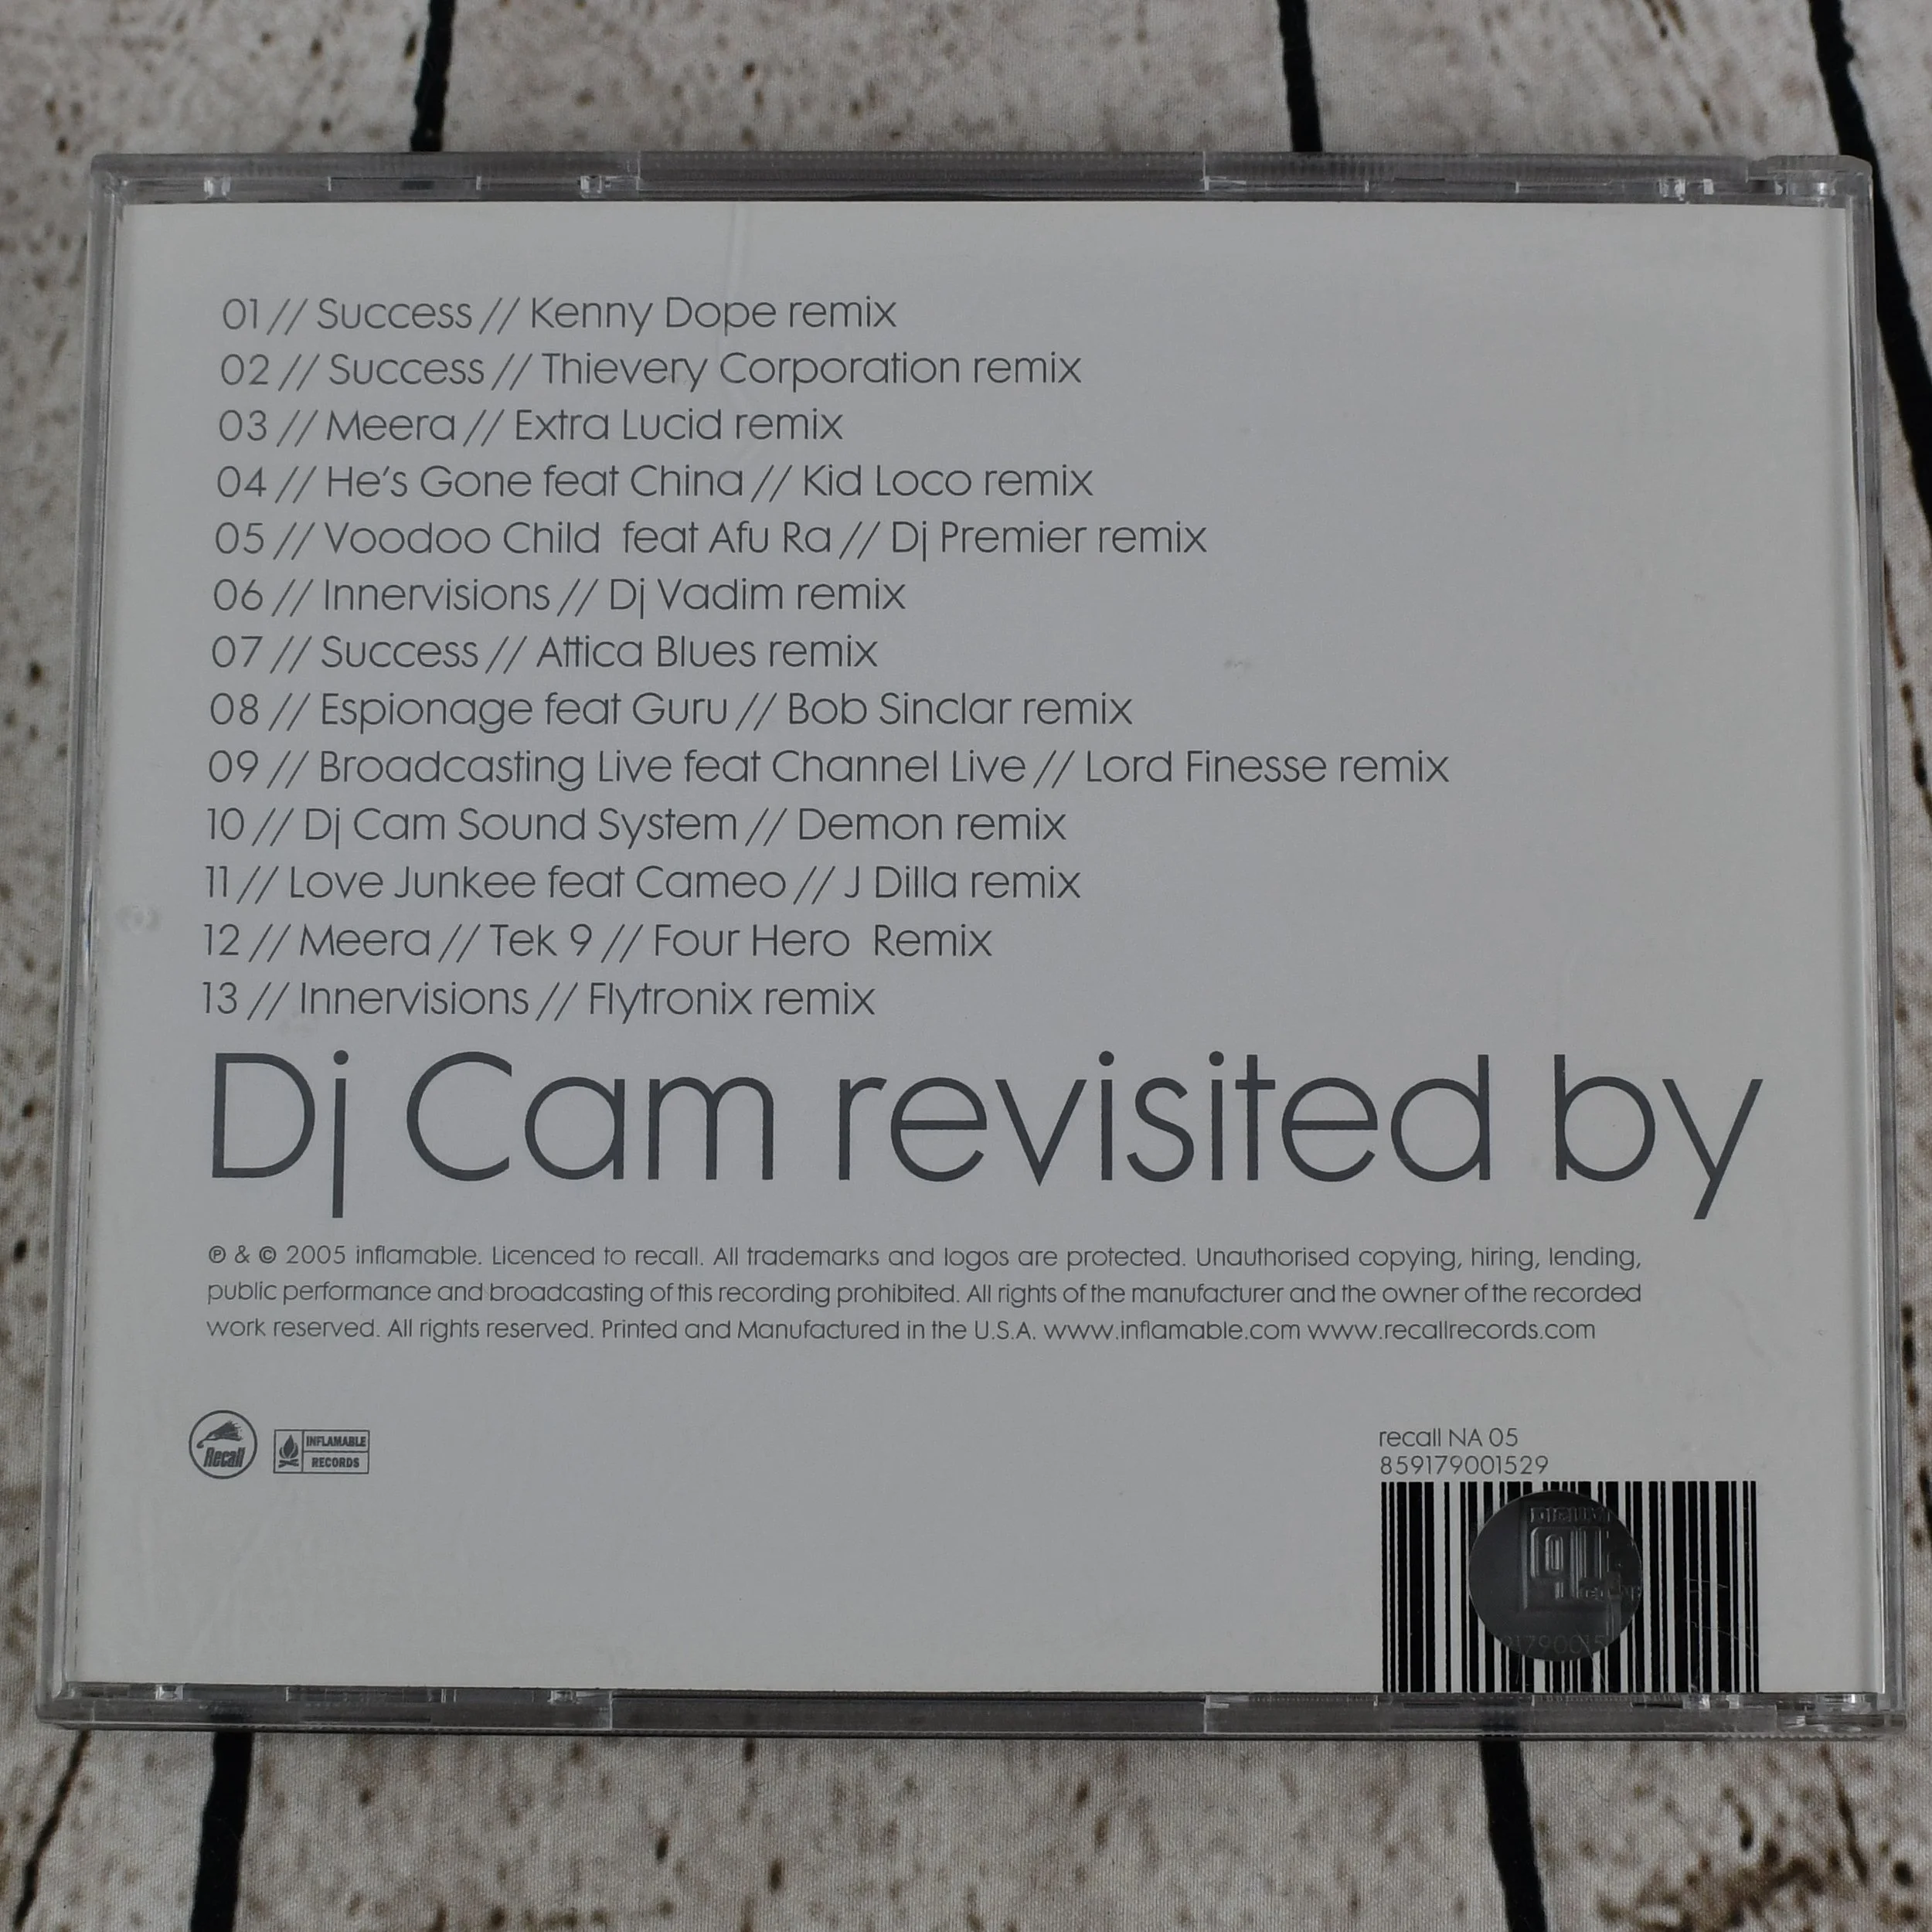 01 // Success // Kenny Dope remix
02 // Success // Thievery Corporation remix
03 // Meera // Extra Lucid remix
04 // He's Gone feat China // Kid Loco remix
05 // Voodoo Child feat Afu Ra // Dj Premier remix
06 // Innervisions // Dj Vadim remix
07 // Success // Attica Blues remix
08 // Espionage feat Guru // Bob Sinclar remix
09 // Broadcasting Live feat Channel Live // Lord Finesse remix
10 // Dj Cam Sound System // Demon remix
11 // Love Junkee feat Cameo // J Dilla remix
12 // Meera // Tek 9 // Four Hero Remix
13 // Innervisions // Flytronix remix
Dj Cam revisited by
℗ & © 2005 inflamable. Licenced to recall. All trademarks and logos are protected. Unauthorised copying, hiring, lending,
public performance and broadcasting of this recording prohibited. All rights of the manufacturer and the owner of the recorded
work reserved. All rights reserved. Printed and Manufactured in the U.S.A. www.inflamable.com www.recallrecords.com
Recall
INFLAMABLE
RECORDS
recall NA 05
859179001529